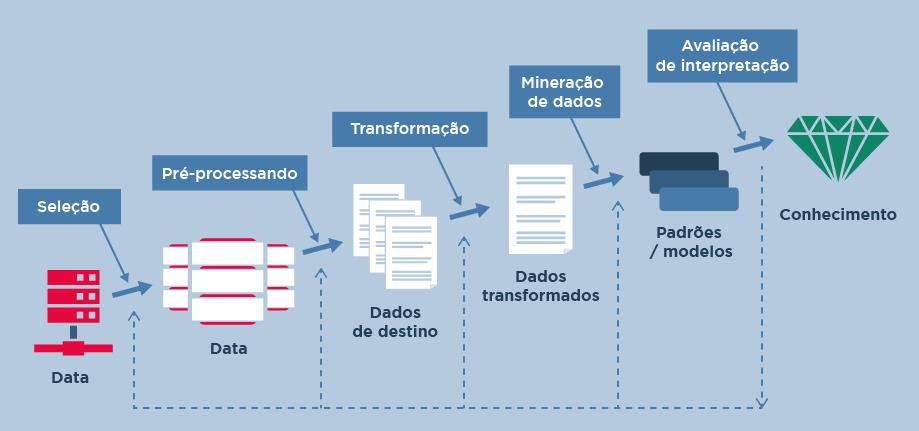 Seleção
Data
Pré-processando
Data
Transformação
Dados
de destino
Mineração
de dados
Dados
transformados
Avaliação
de interpretação
Padrões
/ modelos
Conhecimento